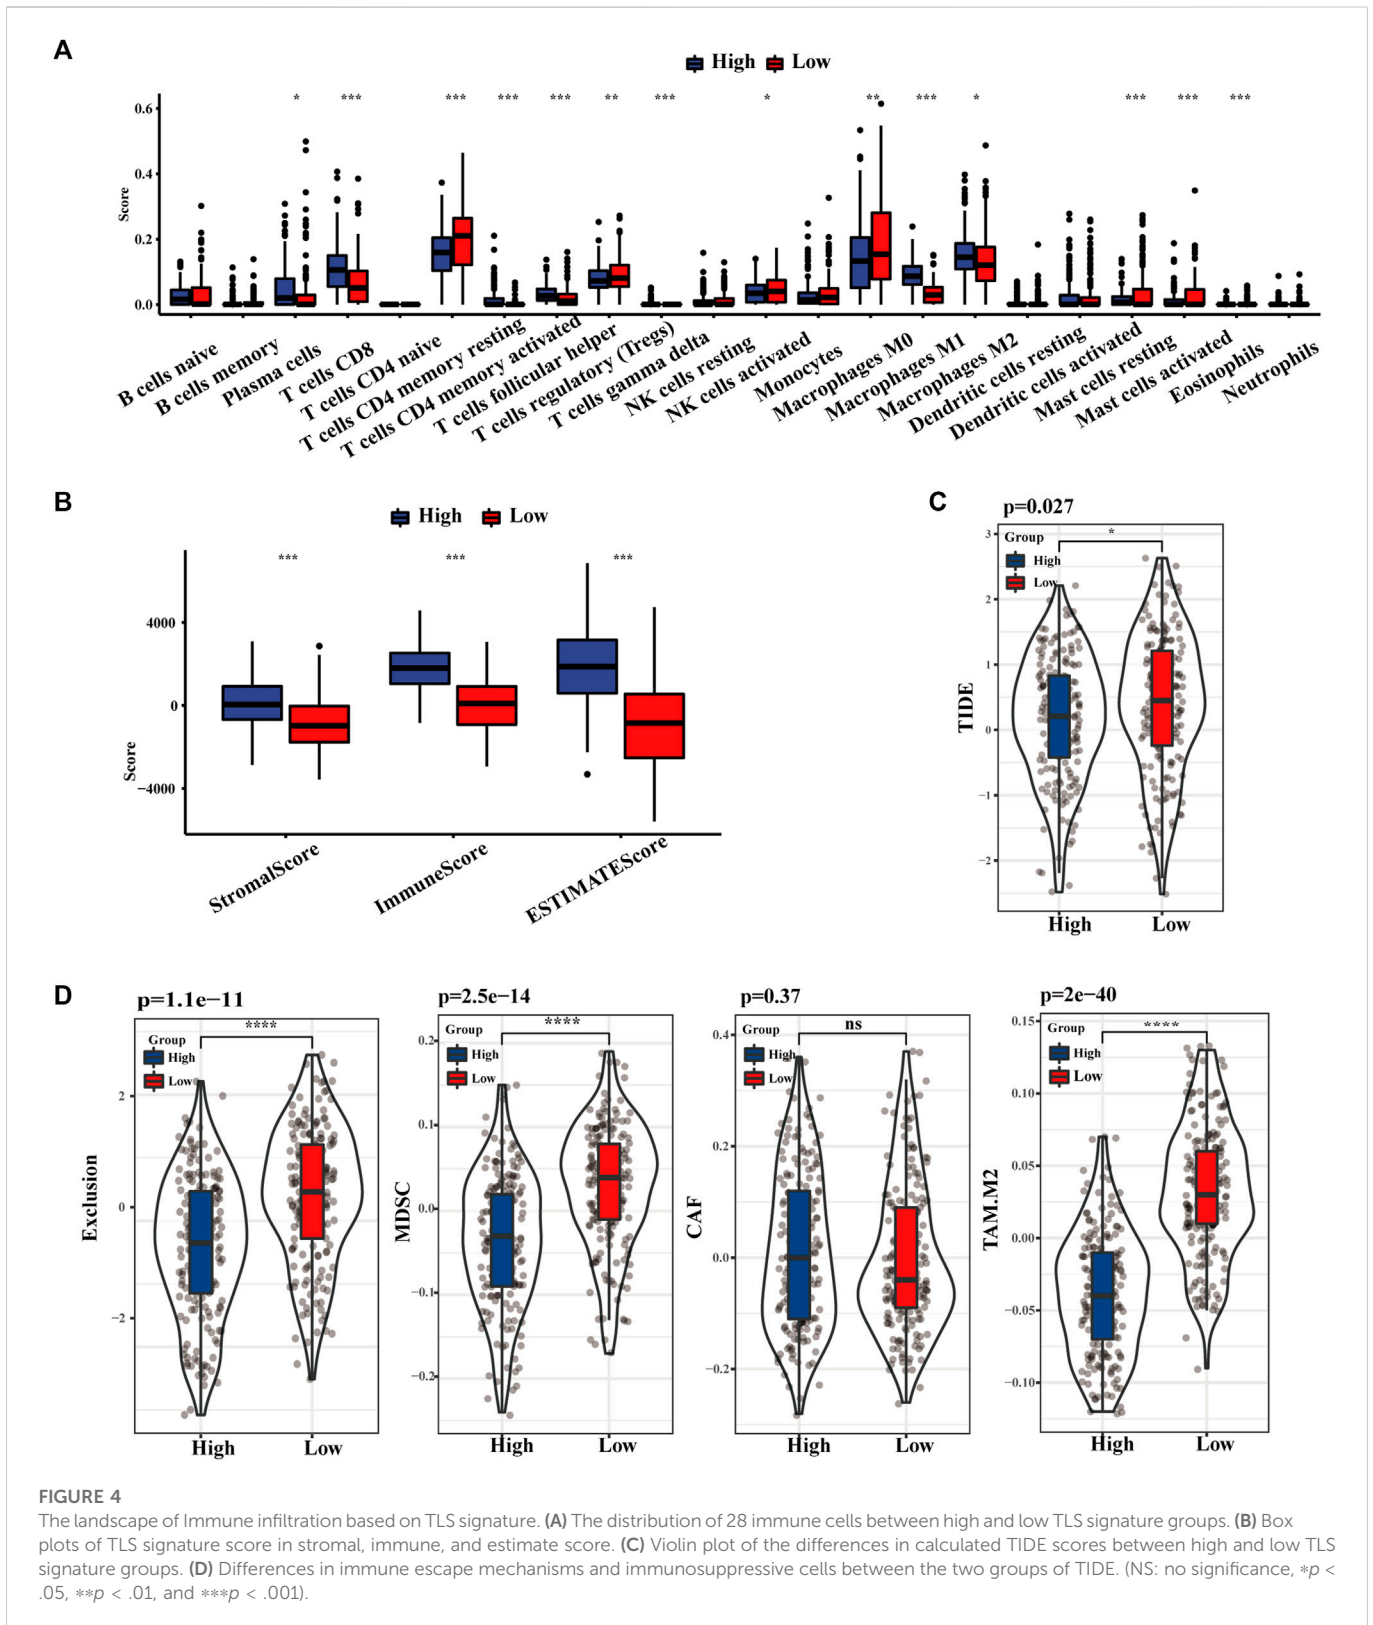 A
High Low
* *** *** *** *** ** *** * ** *** * *** *** ***
Score
0.6
0.4
0.2
0.0
B cells naive
B cells memory
Plasma cells
T cells CD8
T cells CD4 naive
T cells CD4 memory resting
T cells CD4 memory activated
T cells follicular helper
T cells regulatory (Tregs)
T cells gamma delta
NK cells resting
NK cells activated
Monocytes
Macrophages M0
Macrophages M1
Macrophages M2
Dendritic cells resting
Dendritic cells activated
Mast cells resting
Mast cells activated
Eosinophils
Neutrophils
B
High Low
*** *** ***
Score
4000
0
−4000
StromalScore
ImmuneScore
ESTIMATEScore
C
p=0.027
Group
High
Low
*
TIDE
3
2
1
0
−1
−2
High Low
D
p=1.1e−11
Group
High
Low
****
Exclusion
2
0
−2
High Low
p=2.5e−14
Group
High
Low
****
MDSC
0.2
0.1
0.0
−0.1
−0.2
High Low
p=0.37
Group
High
Low
ns
CAF
0.4
0.2
0.0
−0.2
High Low
p=2e−40
Group
High
Low
****
TAM.M2
0.15
0.10
0.05
0.00
−0.05
−0.10
High Low
FIGURE 4
The landscape of Immune infiltration based on TLS signature. (A) The distribution of 28 immune cells between high and low TLS signature groups. (B) Box
plots of TLS signature score in stromal, immune, and estimate score. (C) Violin plot of the differences in calculated TIDE scores between high and low TLS
signature groups. (D) Differences in immune escape mechanisms and immunosuppressive cells between the two groups of TIDE. (NS: no significance, *p <
.05, **p < .01, and ***p < .001).